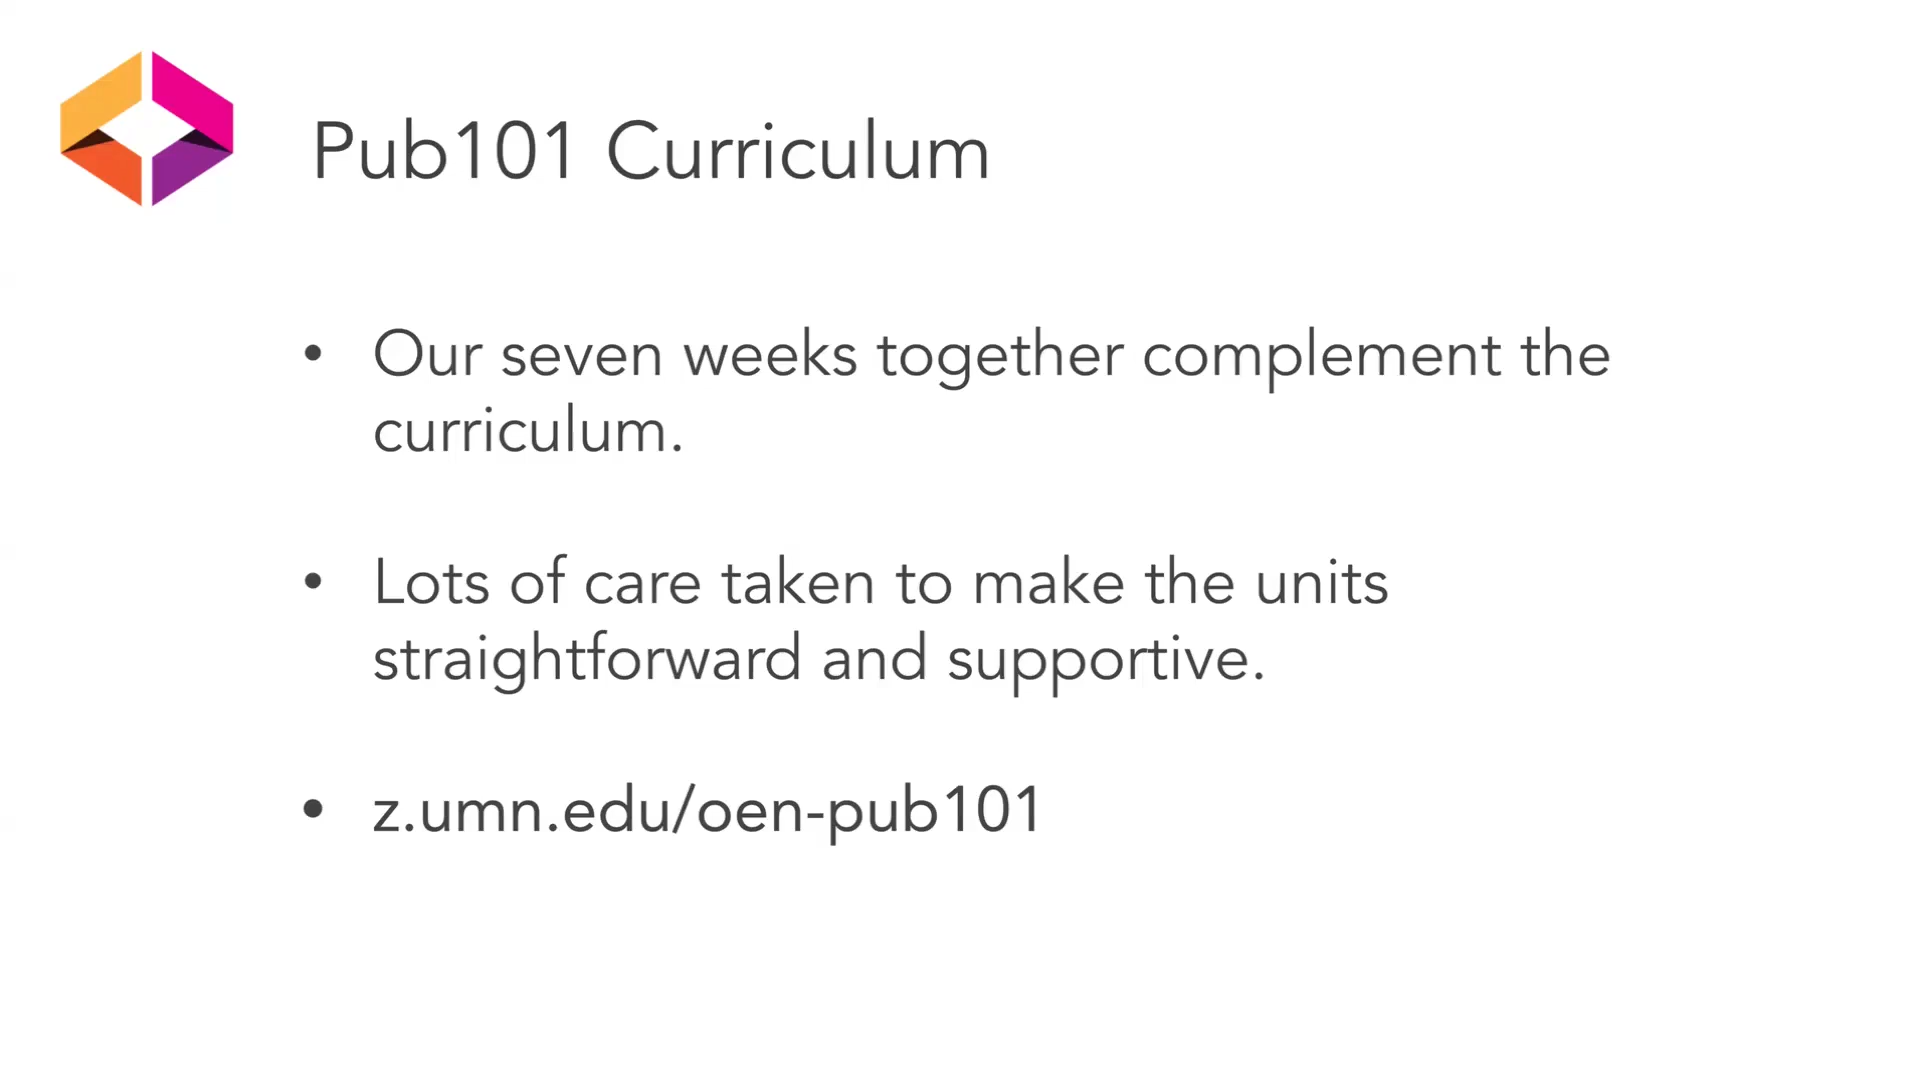 Pub101 Curriculum
• Our seven weeks together complement the
curriculum.
• Lots of care taken to make the units
straightforward and supportive.
• z.umn.edu/oen-pub101